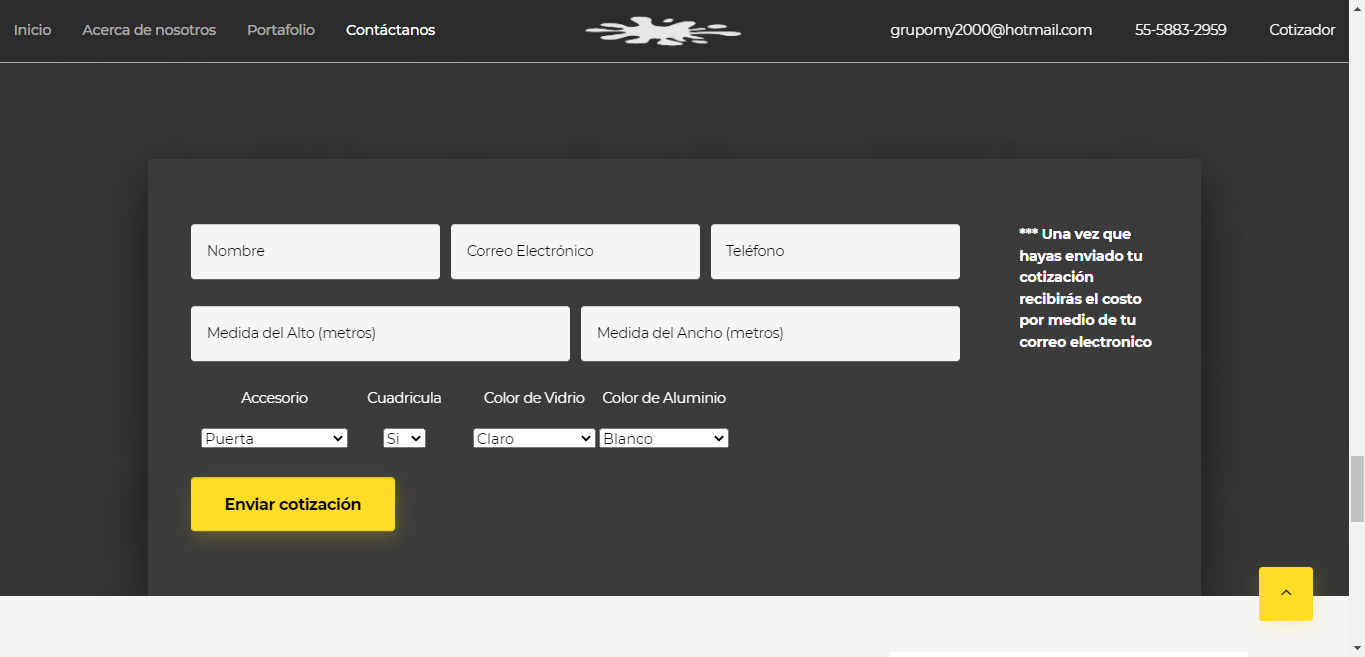 Inicio Acerca de nosotros Portafolio Contáctanos grupomy2000@hotmail.com 55-5883-2959 Cotizador
Nombre Correo Electrónico Teléfono
Medida del Alto (metros) Medida del Ancho (metros)
*** Una vez que
hayas enviado tu
cotización
recibirás el costo
por medio de tu
correo electronico
Accesorio Cuadricula Color de Vidrio Color de Aluminio
Puerta Si Claro Blanco
Enviar cotización